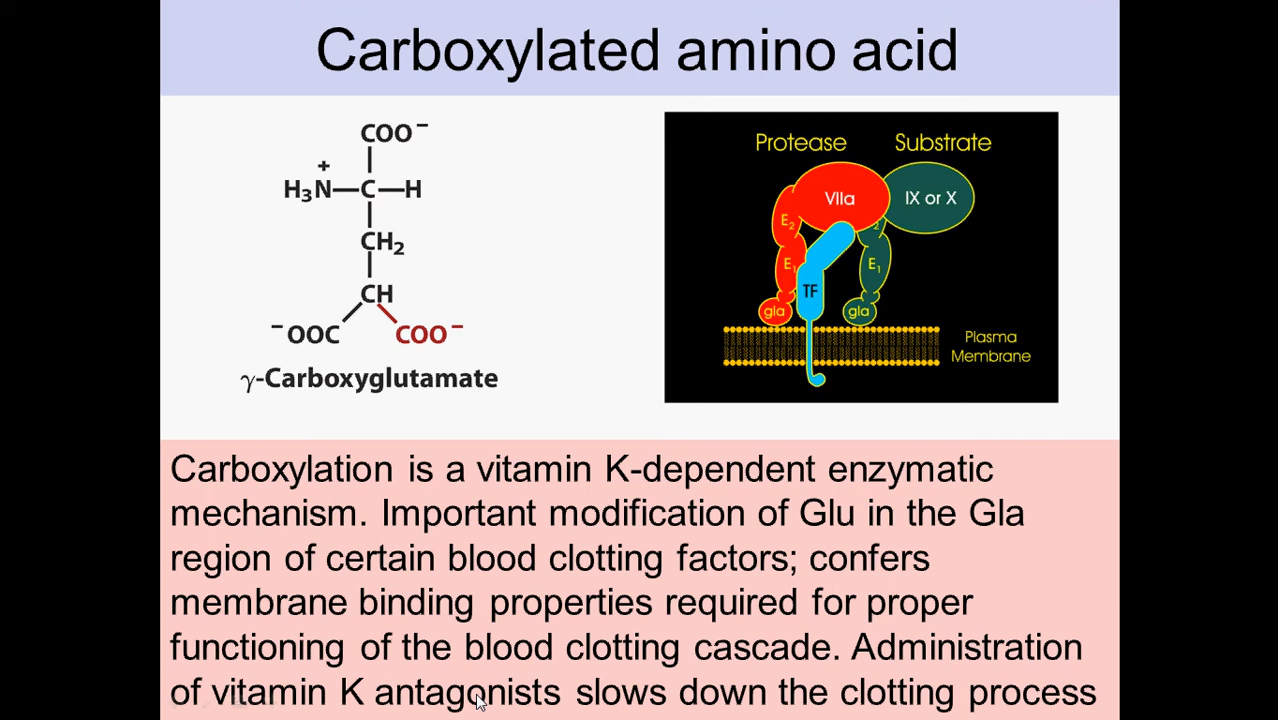 Carboxylated amino acid
COO⁻
+
H₃N—C—H
CH₂
CH
⁻OOC COO⁻
γ-Carboxyglutamate
Protease Substrate
VIIa IX or X
E₂ 2
E₁ TF E₁
gla gla
Plasma
Membrane
Carboxylation is a vitamin K-dependent enzymatic
mechanism. Important modification of Glu in the Gla
region of certain blood clotting factors; confers
membrane binding properties required for proper
functioning of the blood clotting cascade. Administration
of vitamin K antagonists slows down the clotting process